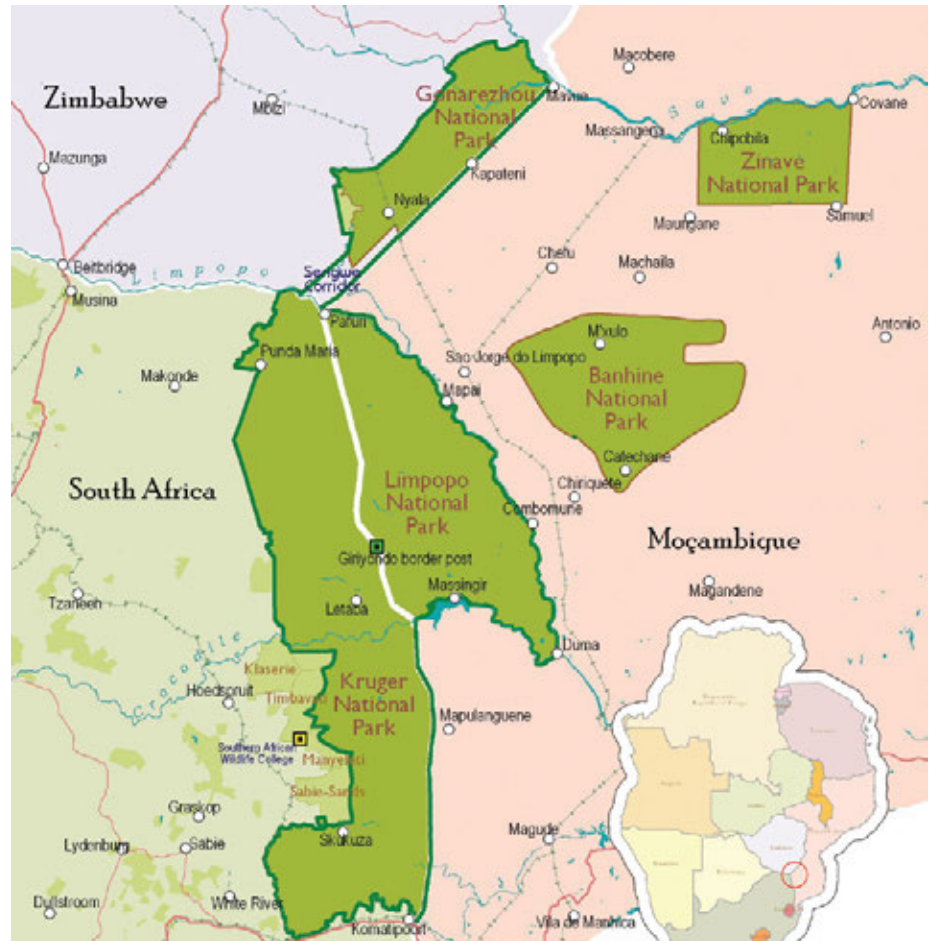 Macobere
Zimbabwe
Mbizi
Gonarezhou
National
Park
Mavue
Save
Covane
Massangena
Chipobila
Zinave
National Park
Mazunga
Kapateni
Nyala
Samuel
Maungane
Beitbridge
Limpopo
Sengwe
Corridor
Chefu
Machaila
Musina
Pafuri
Antonio
M'xulo
Punda Maria
Sao Jorge do Limpopo
Makonde
Mapai
Banhine
National
Park
Catechane
South Africa
Limpopo
National
Park
Chiriquete
Combomune
Moçambique
Giriyondo border post
Massingir
Magandene
Tzaneen
Letaba
Duma
Crocodile
Klaserie
Hoedspruit
Timbavati
Kruger
National
Park
Mapulanguene
Southern African
Wildlife College
Manyeleti
Sabie-Sands
Graskop
Skukuza
Magude
Lydenburg
Sabie
White River
Dullstroom
Komatipoort
Vila de Manhica